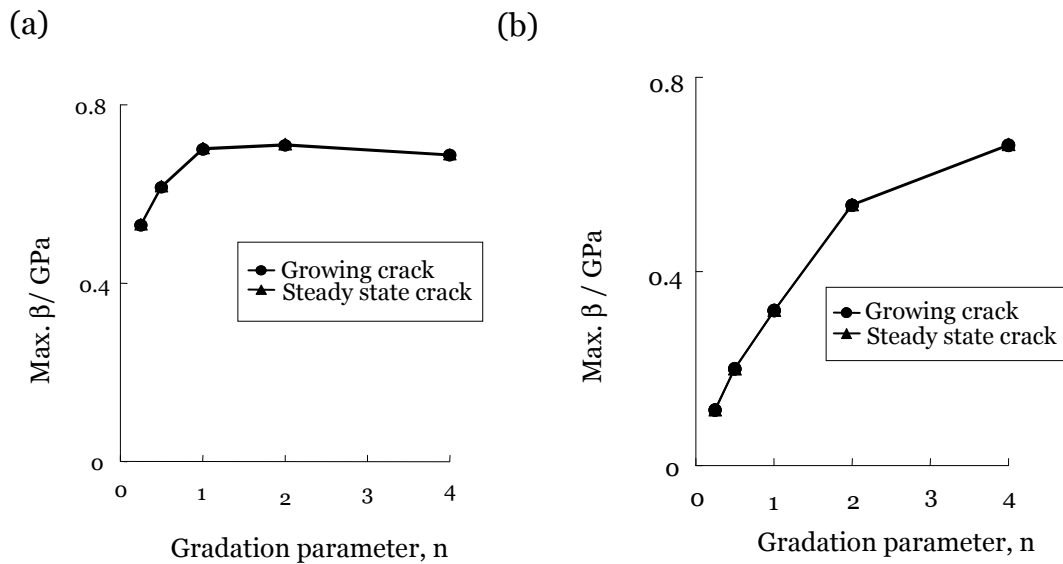 (a)
0.8
0.4
0
0 1 2 3 4
Max. β/ GPa
Gradation parameter, n
Growing crack
Steady state crack
(b)
0.8
0.4
0
0 1 2 3 4
Max. β / GPa
Gradation parameter, n
Growing crack
Steady state crack